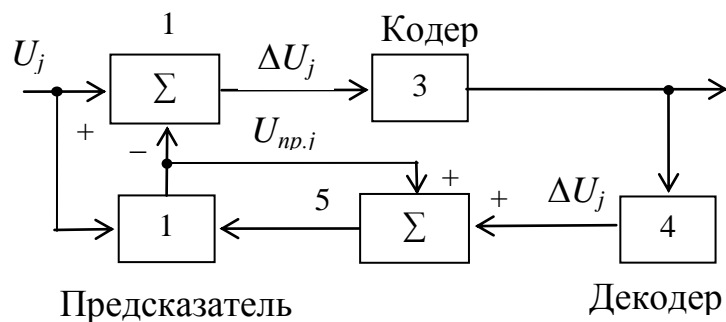 1
Кодер
U_j
ΔU_j
Σ
3
+
−
U_пр.j
+
1
5
Σ
+
ΔU_j
4
Предсказатель
Декодер